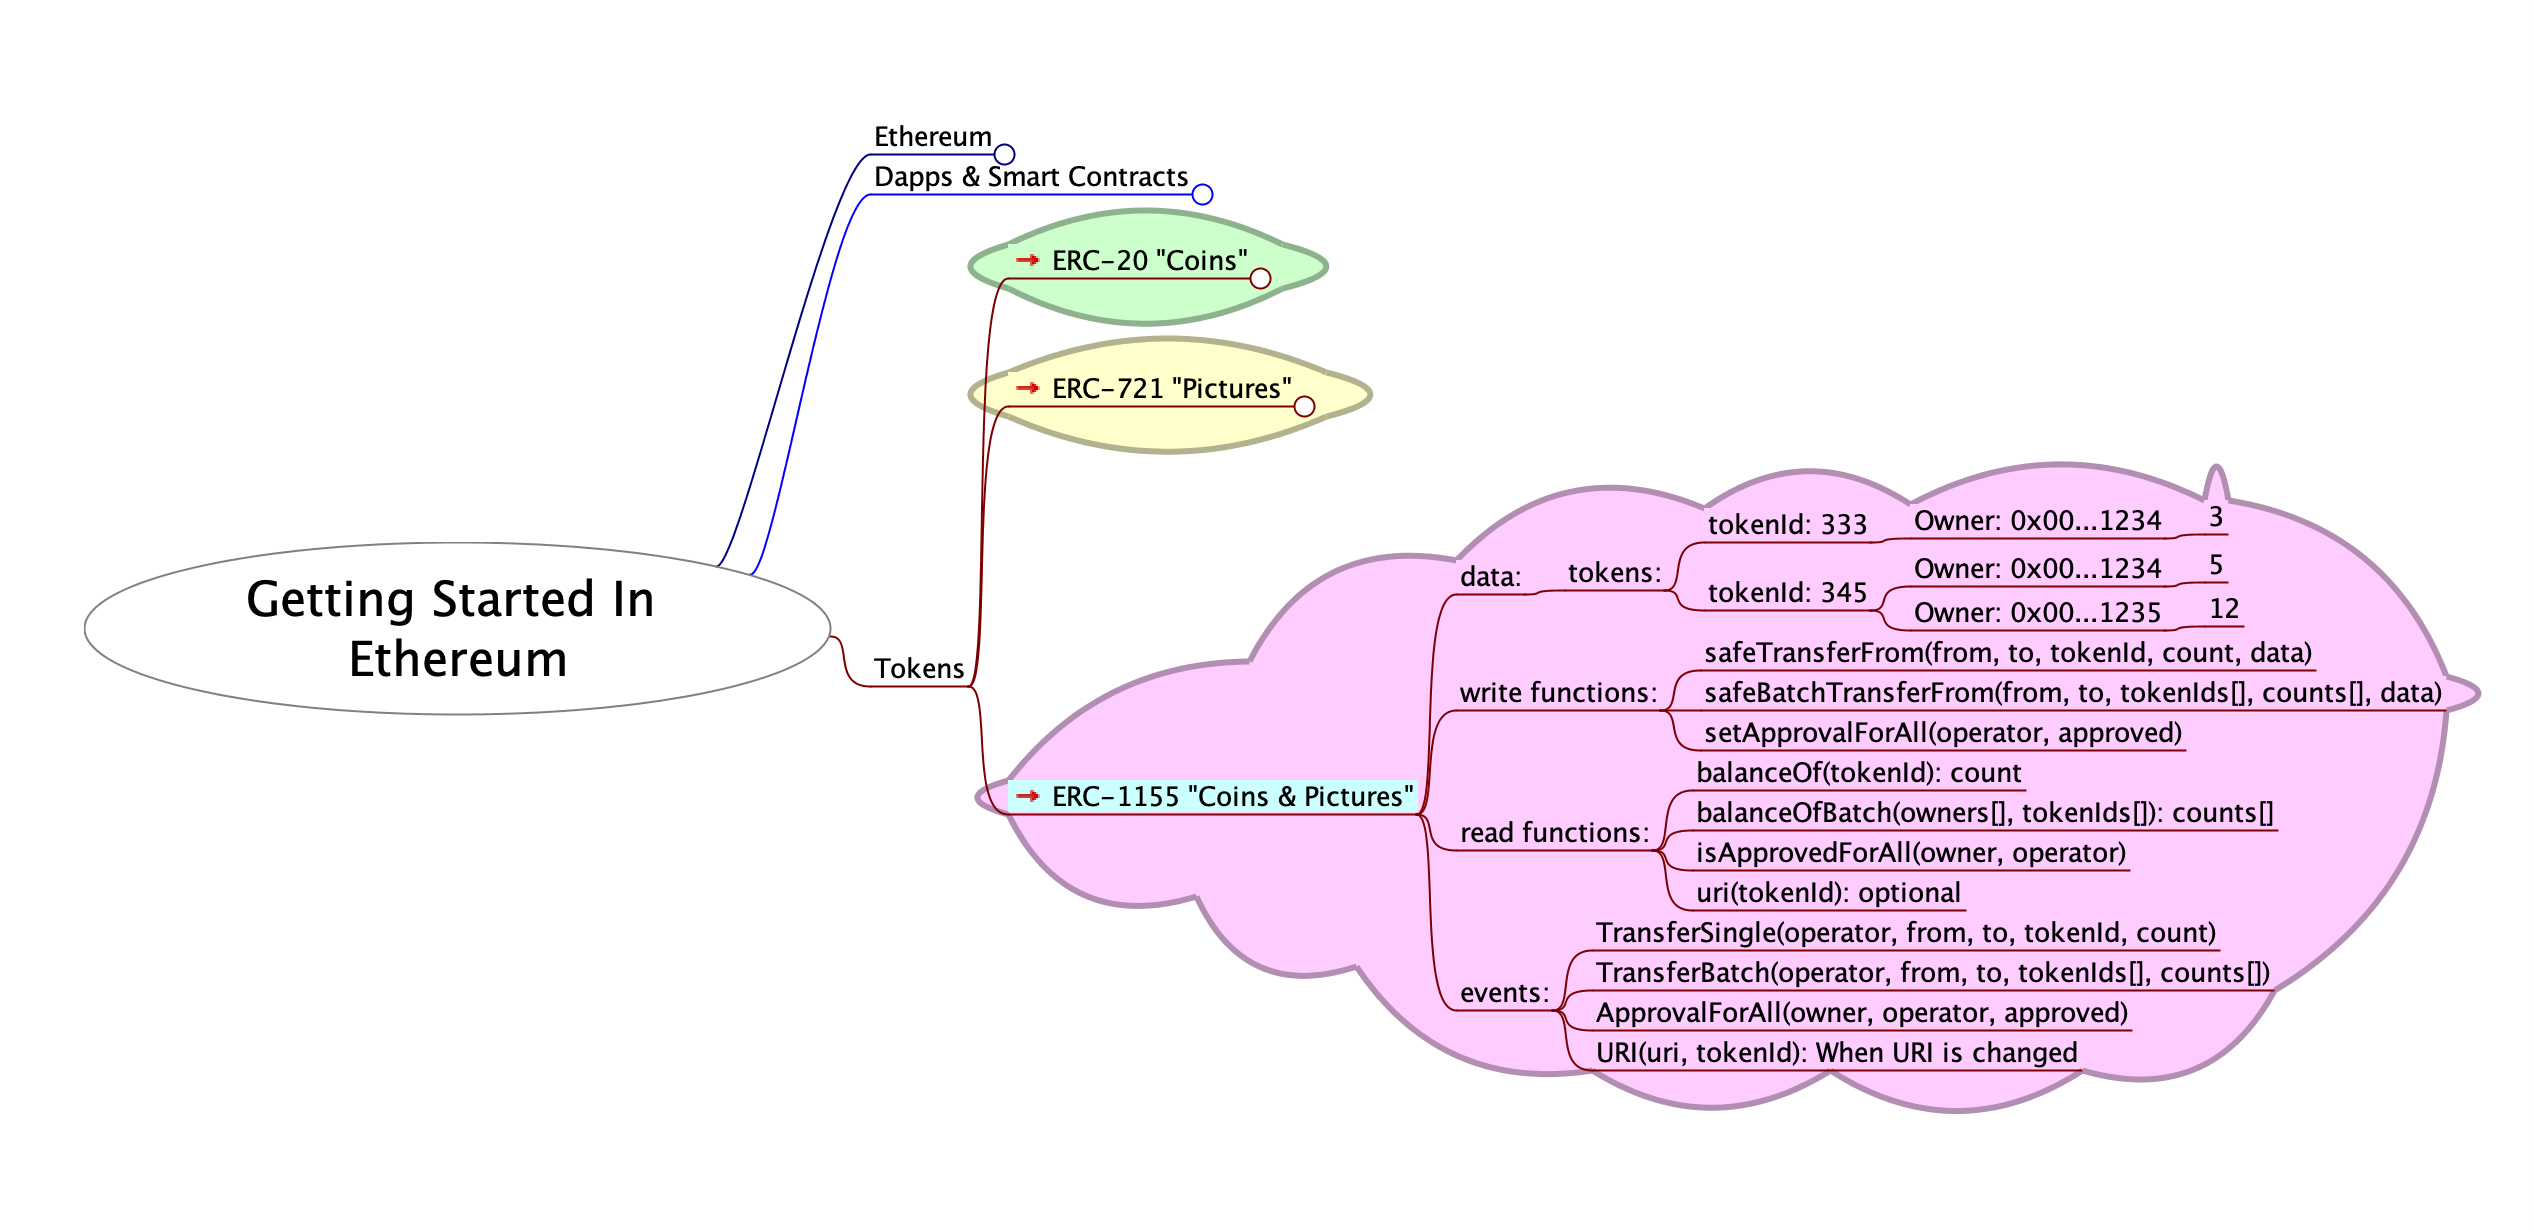 Getting Started In
Ethereum
Ethereum
Dapps & Smart Contracts
Tokens
ERC-20 "Coins"
ERC-721 "Pictures"
ERC-1155 "Coins & Pictures"
data:
tokens:
tokenId: 333
Owner: 0x00...1234
3
tokenId: 345
Owner: 0x00...1234
5
Owner: 0x00...1235
12
write functions:
safeTransferFrom(from, to, tokenId, count, data)
safeBatchTransferFrom(from, to, tokenIds[], counts[], data)
setApprovalForAll(operator, approved)
read functions:
balanceOf(tokenId): count
balanceOfBatch(owners[], tokenIds[]): counts[]
isApprovedForAll(owner, operator)
uri(tokenId): optional
events:
TransferSingle(operator, from, to, tokenId, count)
TransferBatch(operator, from, to, tokenIds[], counts[])
ApprovalForAll(owner, operator, approved)
URI(uri, tokenId): When URI is changed